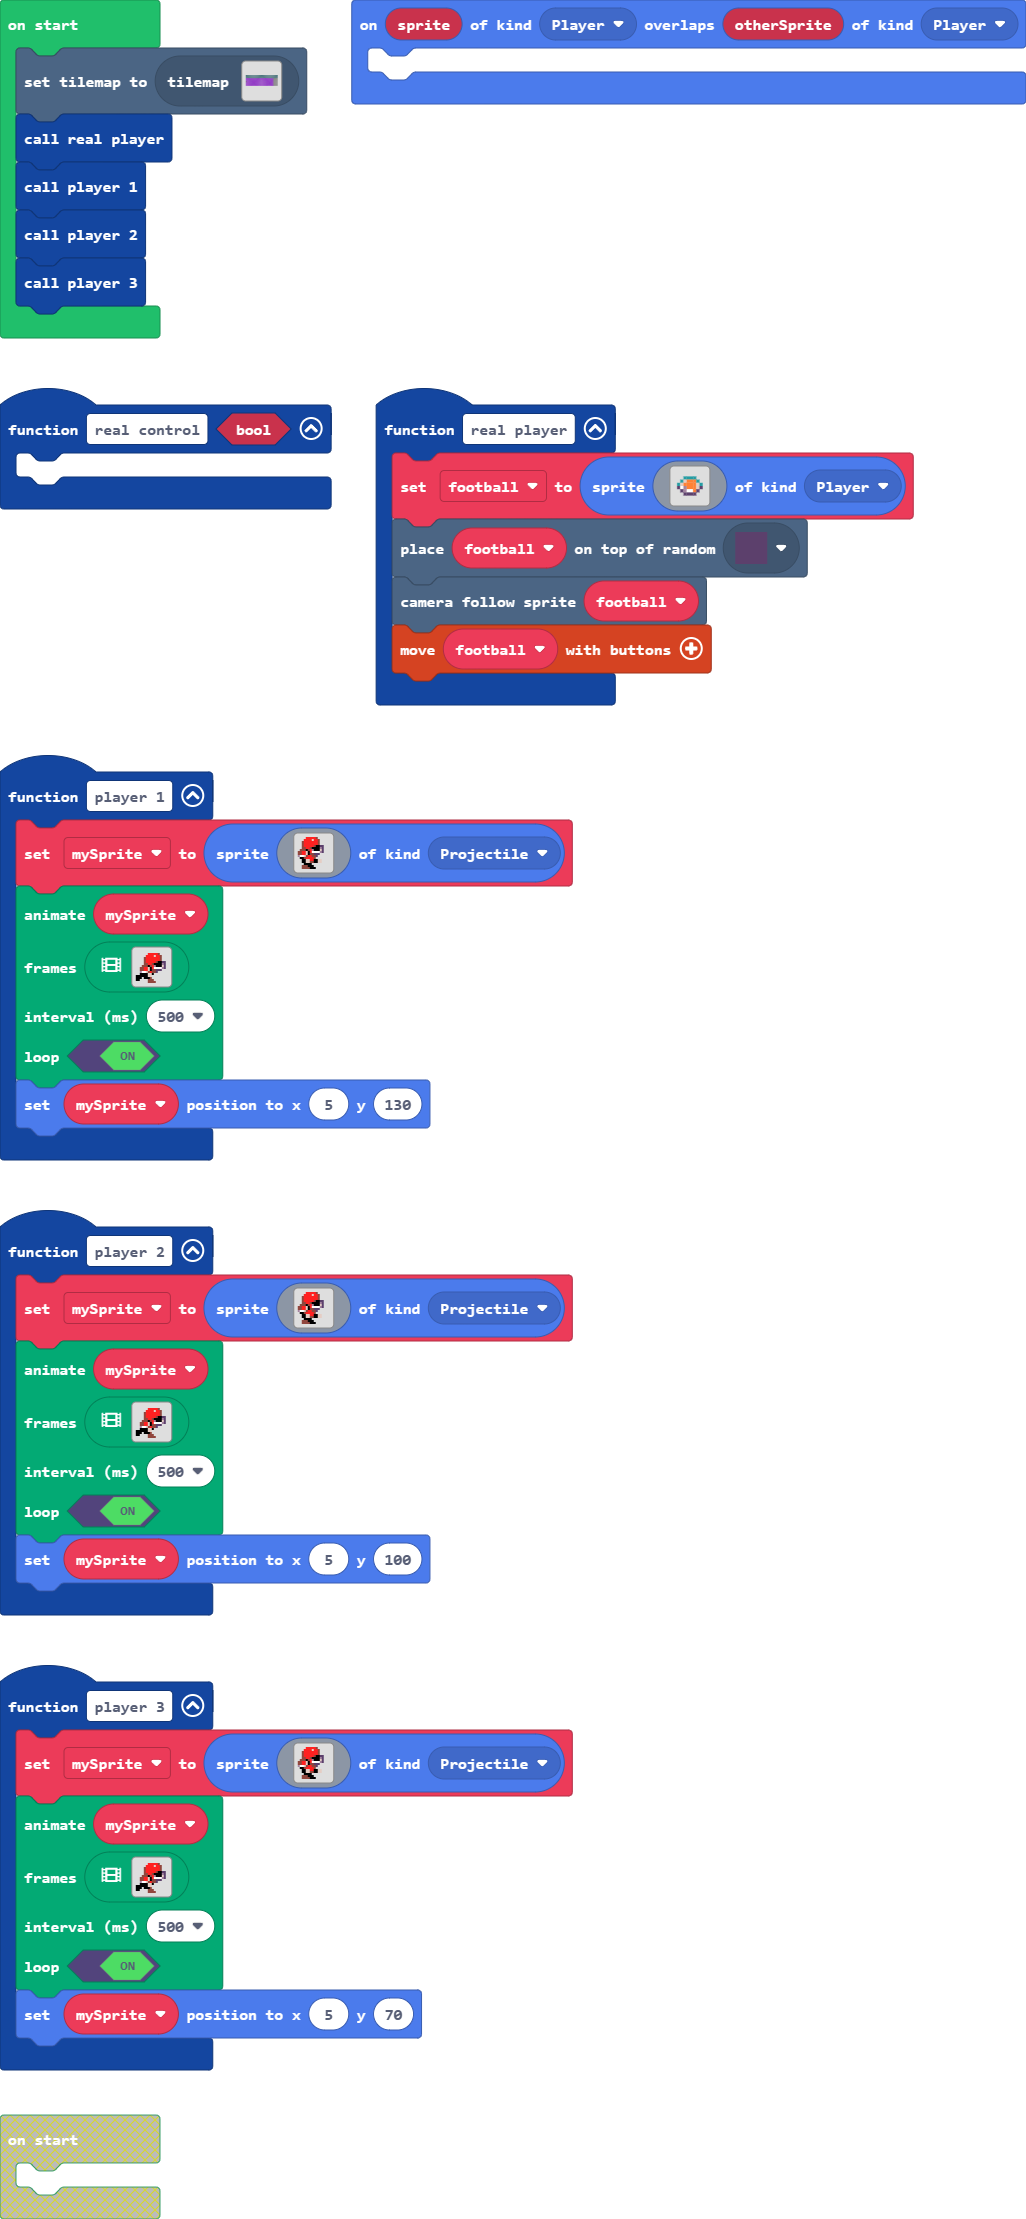 on start
set tilemap to tilemap
call real player
call player 1
call player 2
call player 3
on sprite of kind Player overlaps otherSprite of kind Player
function real control bool
function real player
set football to sprite of kind Player
place football on top of random
camera follow sprite football
move football with buttons
function player 1
set mySprite to sprite of kind Projectile
animate mySprite
frames
interval (ms) 500
loop ON
set mySprite position to x 5 y 130
function player 2
set mySprite to sprite of kind Projectile
animate mySprite
frames
interval (ms) 500
loop ON
set mySprite position to x 5 y 100
function player 3
set mySprite to sprite of kind Projectile
animate mySprite
frames
interval (ms) 500
loop ON
set mySprite position to x 5 y 70
on start